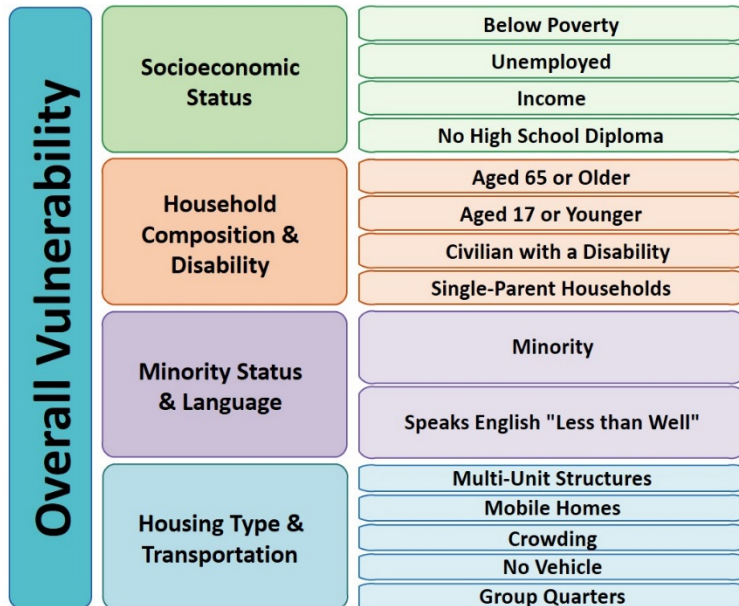 Overall Vulnerability
Socioeconomic
Status
Below Poverty
Unemployed
Income
No High School Diploma
Household
Composition &
Disability
Aged 65 or Older
Aged 17 or Younger
Civilian with a Disability
Single-Parent Households
Minority Status
& Language
Minority
Speaks English "Less than Well"
Housing Type &
Transportation
Multi-Unit Structures
Mobile Homes
Crowding
No Vehicle
Group Quarters